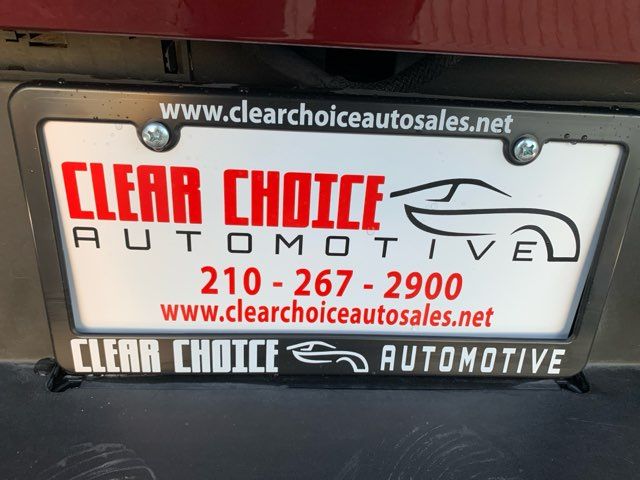 www.clearchoiceautosales.net
CLEAR CHOICE
AUTOMOTIVE
210 - 267 - 2900
www.clearchoiceautosales.net
CLEAR CHOICE AUTOMOTIVE